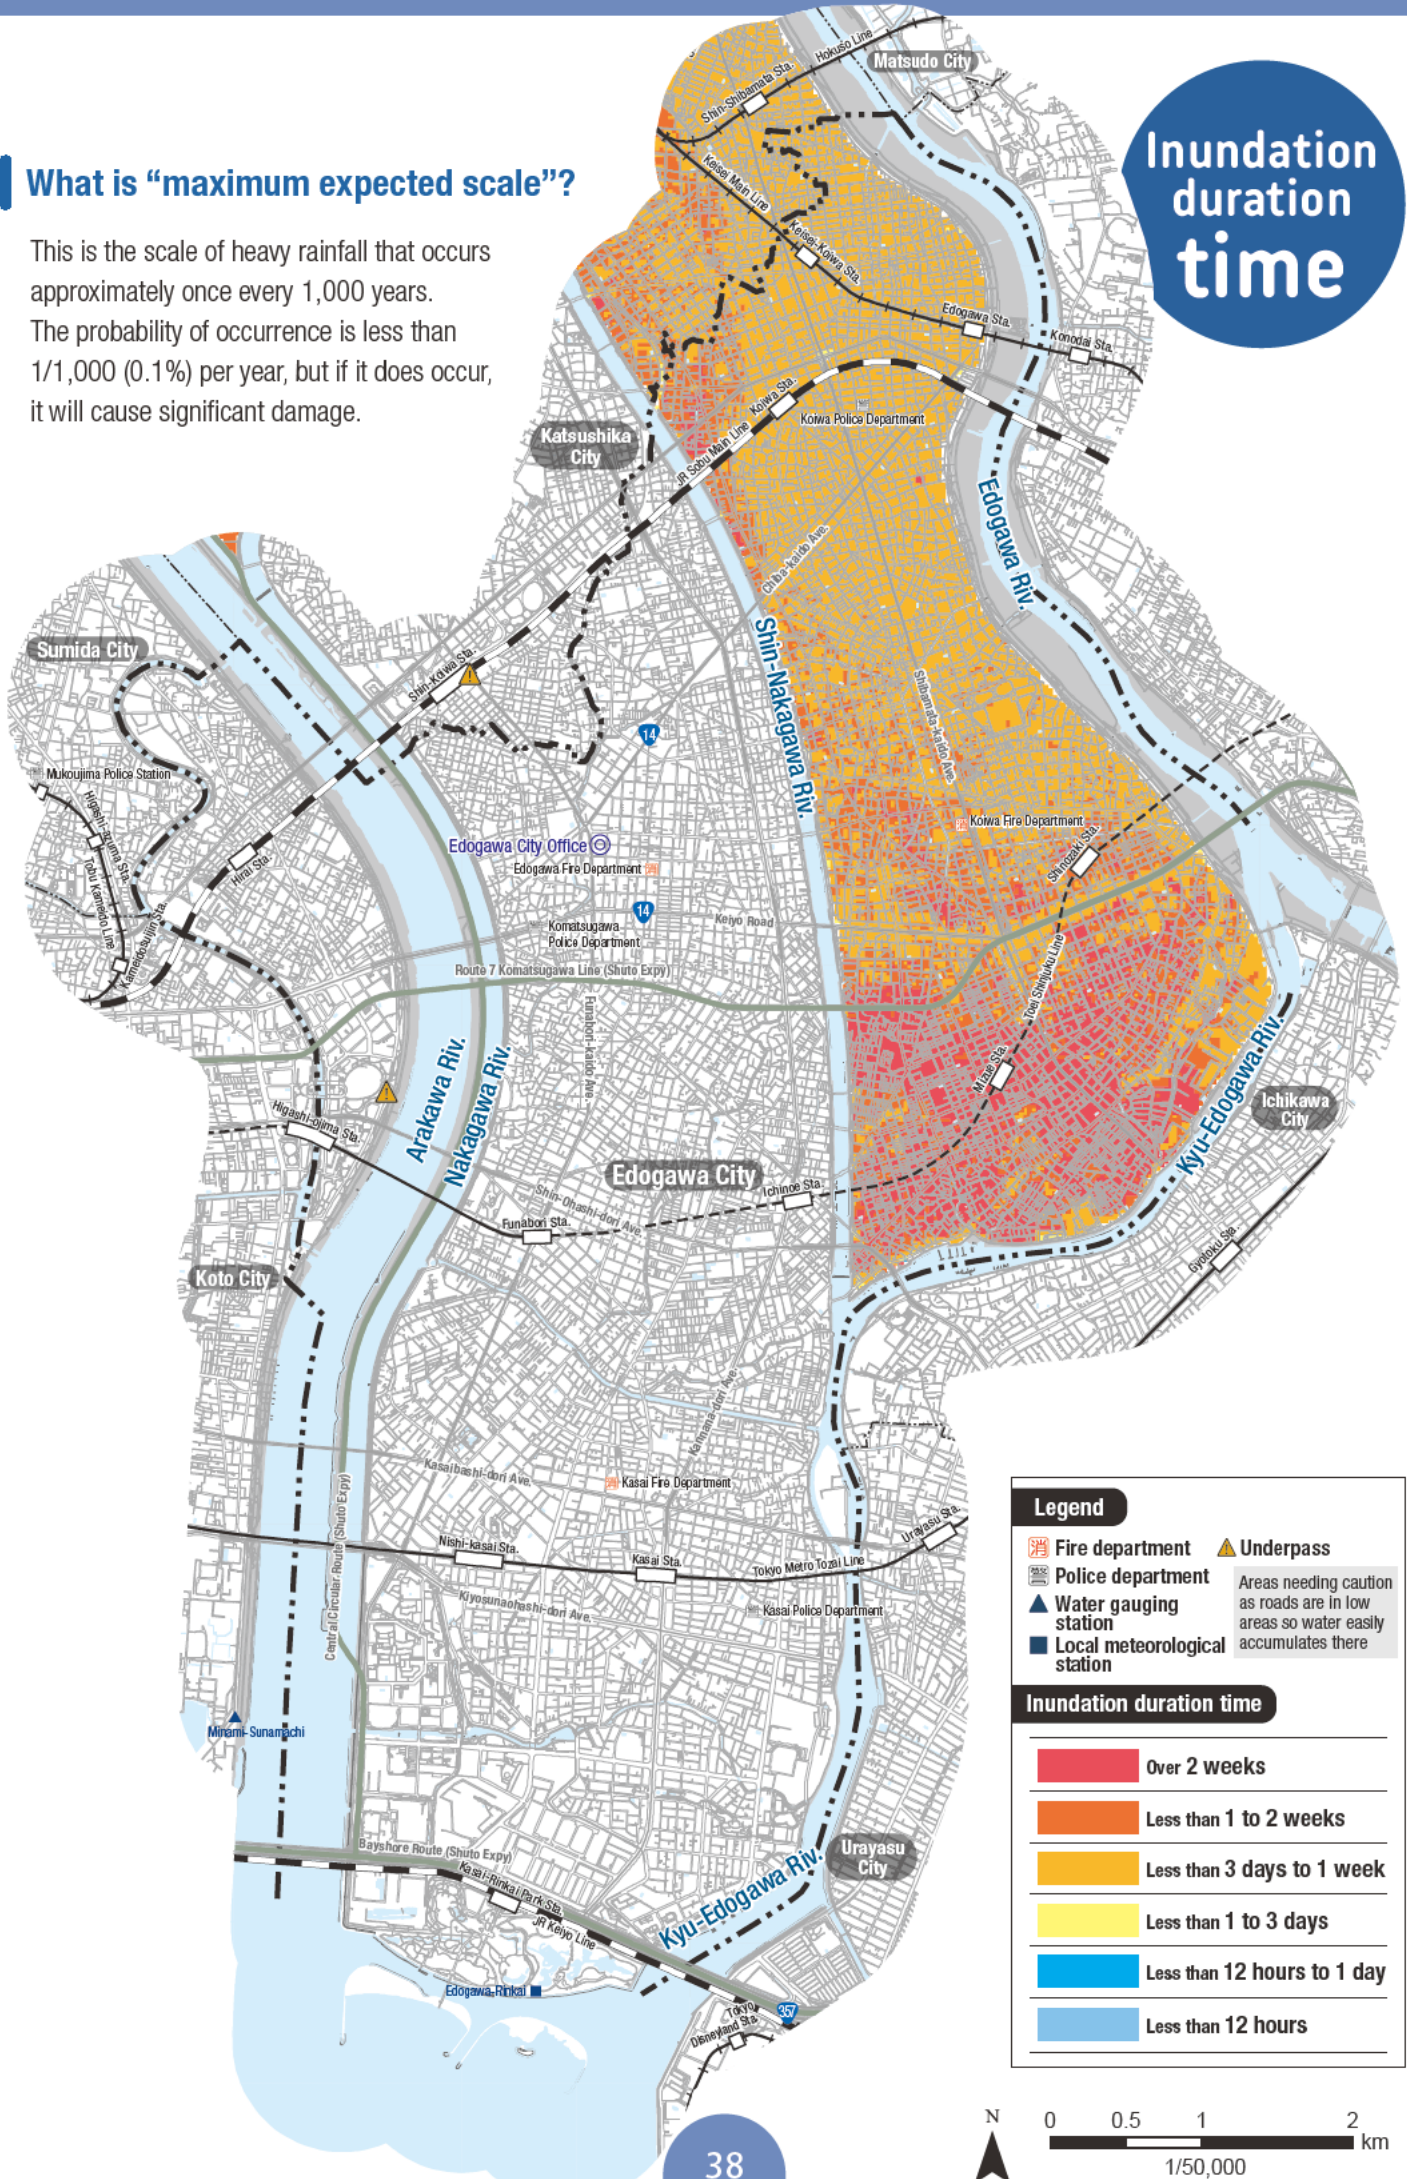 Inundation
duration
time
What is “maximum expected scale”?
This is the scale of heavy rainfall that occurs
approximately once every 1,000 years.
The probability of occurrence is less than
1/1,000 (0.1%) per year, but if it does occur,
it will cause significant damage.
Hokuso Line
Matsudo City
Shin-Shibamata Sta.
Keisei Main Line
Keisei-Koiwa Sta.
Edogawa Sta.
Konodai Sta.
Koiwa Sta.
Koiwa Police Department
Katsushika
City
JR Sobu Main Line
Edogawa Riv.
Chiba-kaido Ave.
Shin-Nakagawa Riv.
Sumida City
Shin-Koiwa Sta.
Shibamata-kaido Ave.
14
Mukoujima Police Station
Higashi-azuma Sta.
Tobu Kameido Line
Hirai Sta.
Kameidosuijin Sta.
Edogawa City Office
Edogawa Fire Department
消
消
Koiwa Fire Department
Shinozaki Sta.
14
Komatsugawa
Police Department
Keiyo Road
Route 7 Komatsugawa Line (Shuto Expy)
Funabori-kaido Ave.
Toei Shinjuku Line
Mizue Sta.
Arakawa Riv.
Nakagawa Riv.
Kyu-Edogawa Riv.
Ichikawa
City
Higashi-ojima Sta.
Edogawa City
Ichinoe Sta.
Shin-Ohashi-dori Ave.
Funabori Sta.
Gyotoku Sta.
Koto City
Kannana-dori Ave.
Kasaibashi-dori Ave.
消
Kasai Fire Department
Central Circular Route (Shuto Expy)
Nishi-kasai Sta.
Kasai Sta.
Tokyo Metro Tozai Line
Urayasu Sta.
Kiyosunaohashi-dori Ave.
Kasai Police Department
Minami-Sunamachi
Bayshore Route (Shuto Expy)
Kasai-Rinkai Park Sta.
JR Keiyo Line
Kyu-Edogawa Riv.
Urayasu
City
Edogawa-Rinkai
357
Tokyo
Disneyland Sta.
Legend
消 Fire department
Underpass
Police department
Areas needing caution
as roads are in low
areas so water easily
accumulates there
Water gauging
station
Local meteorological
station
Inundation duration time
Over 2 weeks
Less than 1 to 2 weeks
Less than 3 days to 1 week
Less than 1 to 3 days
Less than 12 hours to 1 day
Less than 12 hours
N
0 0.5 1 2
km
1/50,000
38